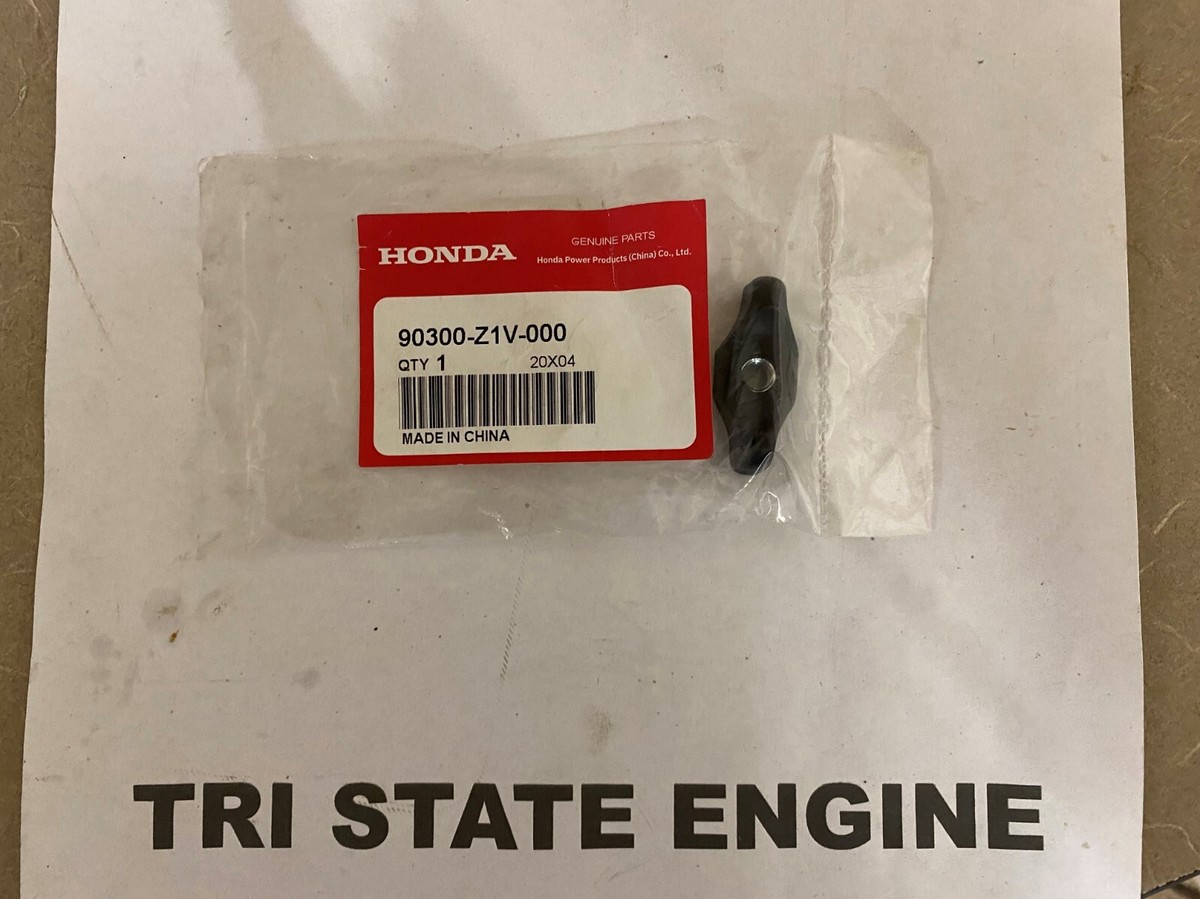 HONDA
GENUINE PARTS
Honda Power Products (China) Co., Ltd.
90300-Z1V-000
QTY 1 20X04
MADE IN CHINA
TRI STATE ENGINE